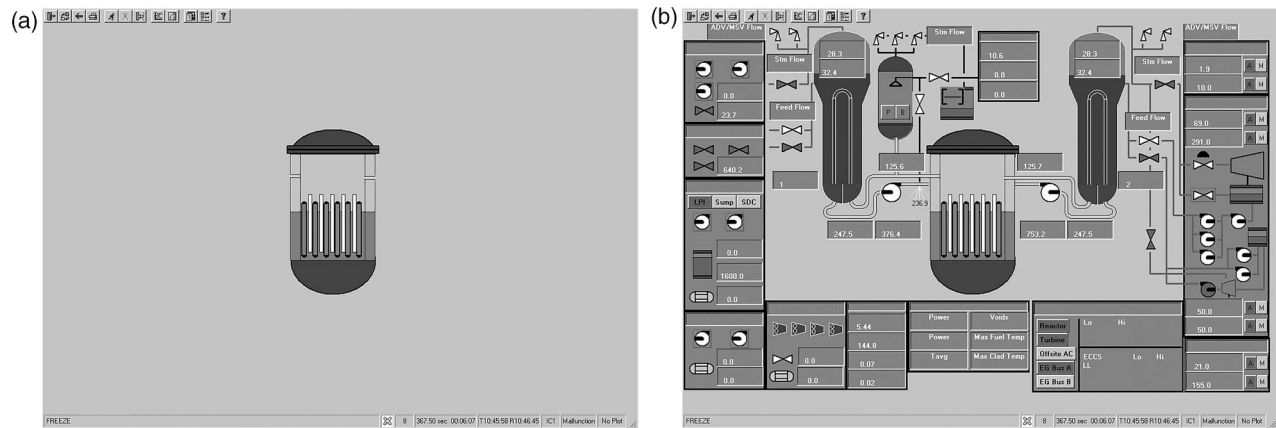 (a)
FREEZE 8 367.50 sec 00:06:07 T10:45:58 R10:46:45 IC1 Malfunction No Plot
(b)
ADV/MSV Flow Stm Flow ADV/MSV Flow
28.3 28.3
Stm Flow 10.6 Stm Flow
32.4 0.0 32.4 1.9 A M
0.0 P B 0.0 10.0 A M
23.7 Feed Flow Feed Flow 69.0 A M
291.0 A M
640.2 125.6 125.7
1 2
LPI Sump SDC 236.9
247.5 376.4 753.2 247.5
0.0
1600.0
0.0
50.0 A M
5.44 Power Voids Lo Hi 50.0 A M
Reactor
144.8 Power Max Fuel Temp Turbine
0.0 0.0 0.07 Tavg Max Clad Temp Offsite AC ECCS Lo Hi
EG Bus A LL 21.0 A M
0.0 0.0 0.02 EG Bus B 155.0 A M
FREEZE 8 367.50 sec 00:06:07 T10:45:58 R10:46:45 IC1 Malfunction No Plot